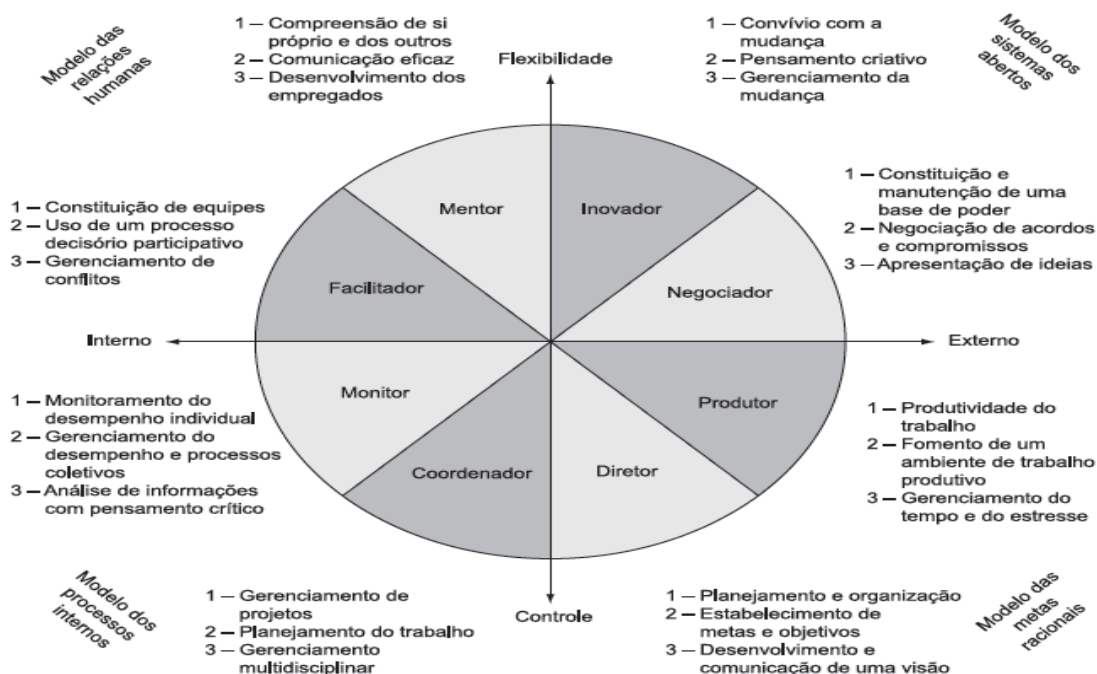 Modelo das
relações
humanas
1 – Compreensão de si
próprio e dos outros
2 – Comunicação eficaz
3 – Desenvolvimento dos
empregados
Flexibilidade
1 – Convívio com a
mudança
2 – Pensamento criativo
3 – Gerenciamento da
mudança
Modelo dos
sistemas
abertos
1 – Constituição de equipes
2 – Uso de um processo
decisório participativo
3 – Gerenciamento de
conflitos
Mentor
Inovador
Facilitador
Negociador
1 – Constituição e
manutenção de uma
base de poder
2 – Negociação de acordos
e compromissos
3 – Apresentação de ideias
Interno
Externo
1 – Monitoramento do
desempenho individual
2 – Gerenciamento do
desempenho e processos
coletivos
3 – Análise de informações
com pensamento crítico
Monitor
Coordenador
Diretor
Produtor
1 – Produtividade do
trabalho
2 – Fomento de um
ambiente de trabalho
produtivo
3 – Gerenciamento do
tempo e do estresse
Modelo dos
processos
internos
1 – Gerenciamento de
projetos
2 – Planejamento do trabalho
3 – Gerenciamento
multidisciplinar
Controle
1 – Planejamento e organização
2 – Estabelecimento de
metas e objetivos
3 – Desenvolvimento e
comunicação de uma visão
Modelo das
metas
racionais